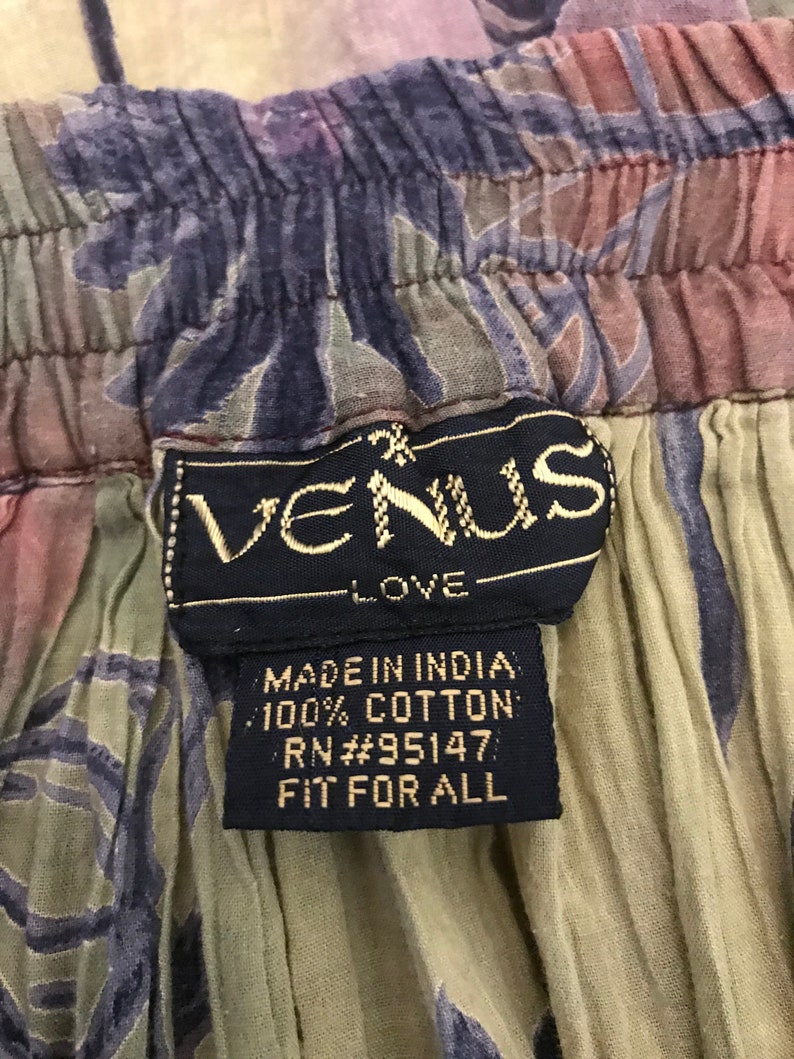 VENUS
LOVE
MADE IN INDIA
100% COTTON
RN#95147
FIT FOR ALL